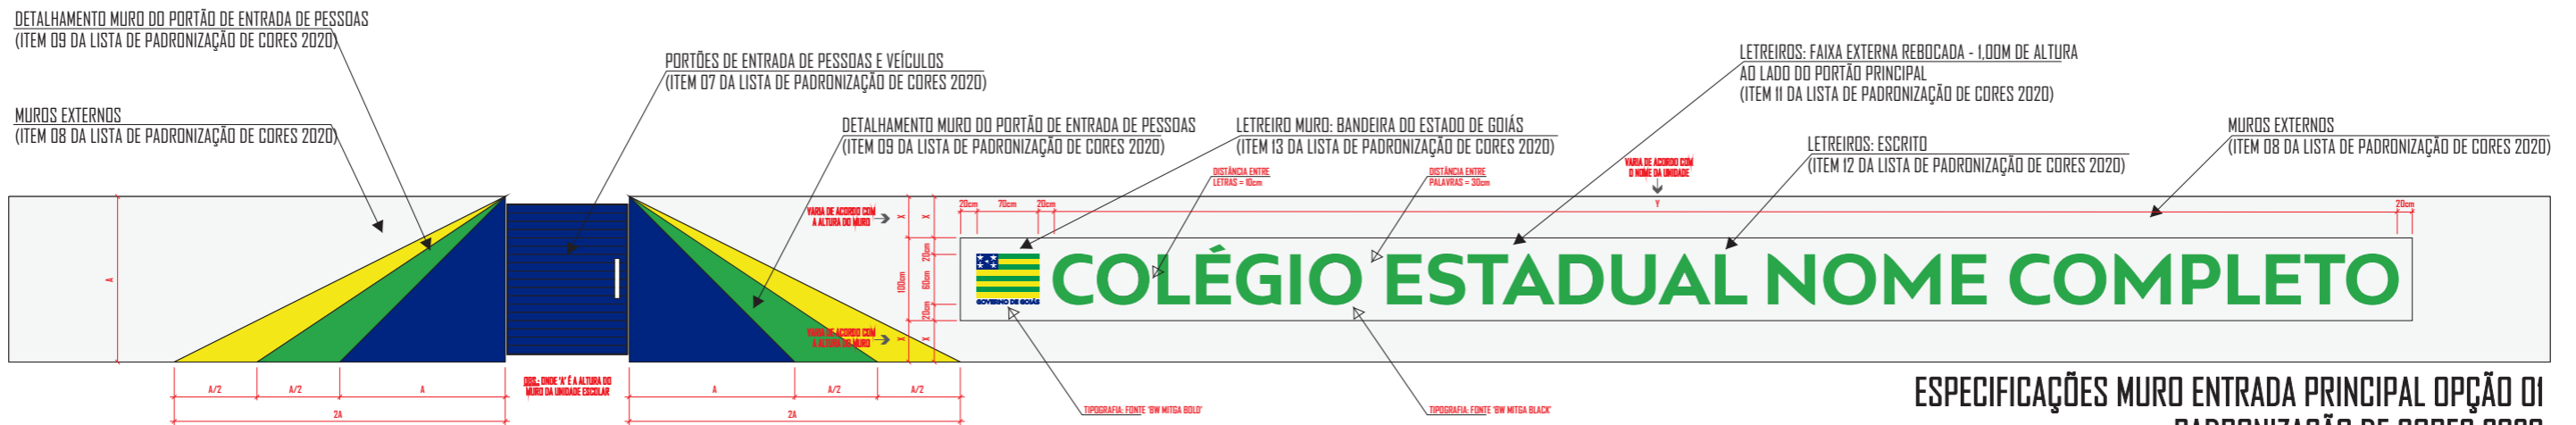 DETALHAMENTO MURO DO PORTÃO DE ENTRADA DE PESSOAS
(ITEM 09 DA LISTA DE PADRONIZAÇÃO DE CORES 2020)
MUROS EXTERNOS
(ITEM 08 DA LISTA DE PADRONIZAÇÃO DE CORES 2020)
PORTÕES DE ENTRADA DE PESSOAS E VEÍCULOS
(ITEM 07 DA LISTA DE PADRONIZAÇÃO DE CORES 2020)
DETALHAMENTO MURO DO PORTÃO DE ENTRADA DE PESSOAS
(ITEM 09 DA LISTA DE PADRONIZAÇÃO DE CORES 2020)
LETREIRO MURO: BANDEIRA DO ESTADO DE GOIÁS
(ITEM 13 DA LISTA DE PADRONIZAÇÃO DE CORES 2020)
LETREIROS: FAIXA EXTERNA REBOCADA - 1,00M DE ALTURA
AO LADO DO PORTÃO PRINCIPAL
(ITEM 11 DA LISTA DE PADRONIZAÇÃO DE CORES 2020)
LETREIROS: ESCRITO
(ITEM 12 DA LISTA DE PADRONIZAÇÃO DE CORES 2020)
MUROS EXTERNOS
(ITEM 08 DA LISTA DE PADRONIZAÇÃO DE CORES 2020)
DISTÂNCIA ENTRE
LETRAS = 10cm
DISTÂNCIA ENTRE
PALAVRAS = 30cm
VARIA DE ACORDO COM
O NOME DA UNIDADE
VARIA DE ACORDO COM
A ALTURA DO MURO
X
X
20cm
70cm
20cm
Y
20cm
A
100cm
20cm
60cm
20cm
GOVERNO DE GOIÁS
COLÉGIO ESTADUAL NOME COMPLETO
VARIA DE ACORDO COM
A ALTURA DO MURO
X
X
A/2
A/2
A
2A
OBS.: ONDE 'A' É A ALTURA DO
MURO DA UNIDADE ESCOLAR
A
A/2
A/2
2A
TIPOGRAFIA: FONTE 'BW MITGA BOLD'
TIPOGRAFIA: FONTE 'BW MITGA BLACK'
ESPECIFICAÇÕES MURO ENTRADA PRINCIPAL OPÇÃO 01
PADRONIZAÇÃO DE CORES 2020